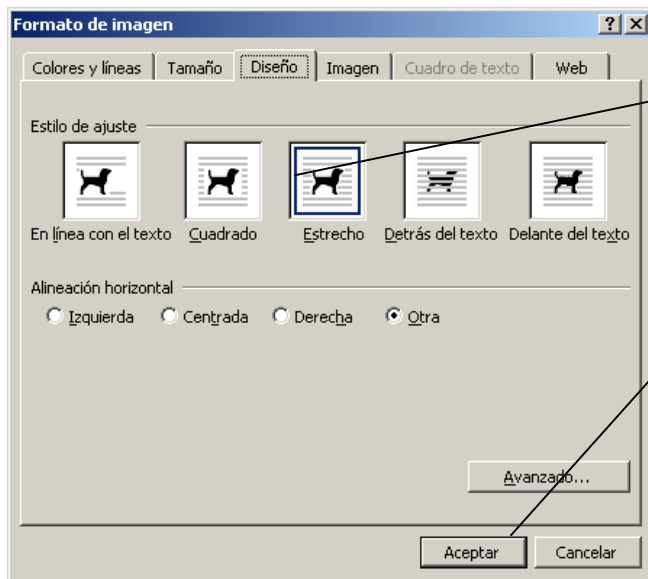 Formato de imagen
Colores y líneas Tamaño Diseño Imagen Cuadro de texto Web
Estilo de ajuste
En línea con el texto Cuadrado Estrecho Detrás del texto Delante del texto
Alineación horizontal
Izquierda Centrada Derecha Otra
Avanzado...
Aceptar Cancelar